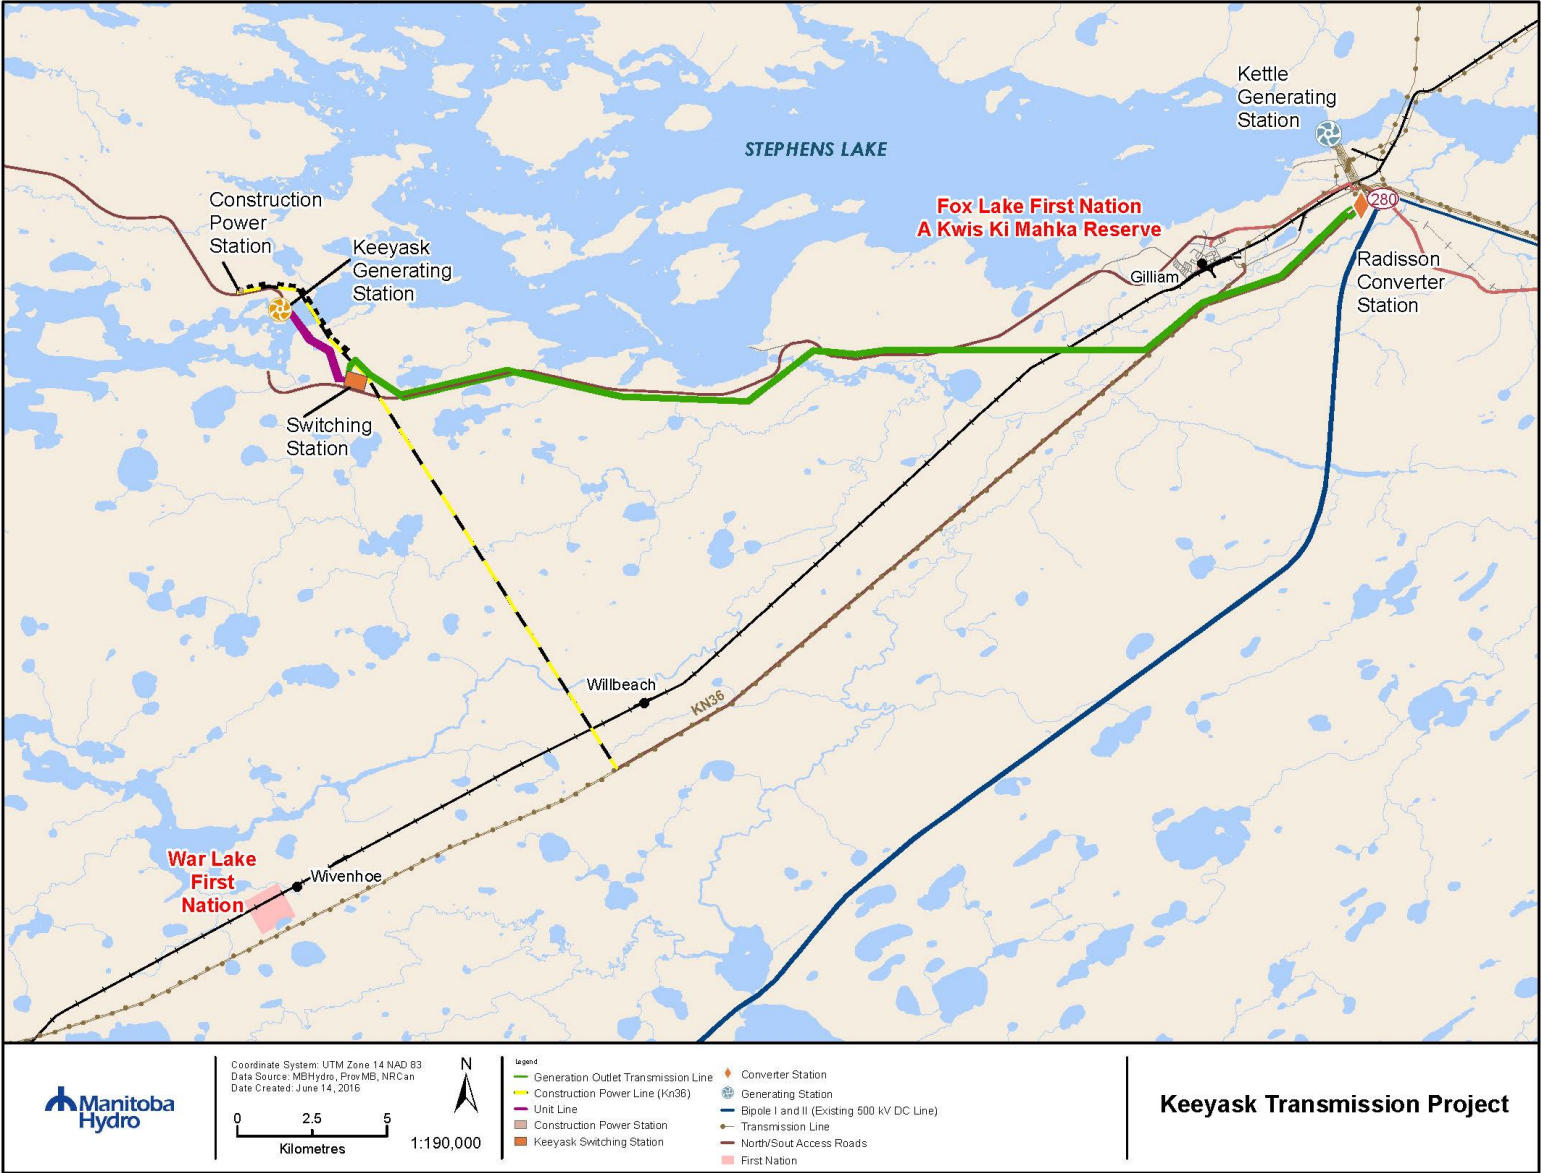 Kettle
Generating
Station
STEPHENS LAKE
Construction
Power
Station
Fox Lake First Nation
A Kwis Ki Mahka Reserve
280
Keeyask
Generating
Station
Gilliam
Radisson
Converter
Station
Switching
Station
Willbeach
KN36
War Lake
First
Nation
Wivenhoe
Manitoba
Hydro
Coordinate System: UTM Zone 14 NAD 83
Data Source: MBHydro, ProvMB, NRCan
Date Created: June 14, 2016
0 2.5 5
Kilometres
N
1:190,000
Legend
Generation Outlet Transmission Line
Construction Power Line (Kn36)
Unit Line
Construction Power Station
Keeyask Switching Station
Converter Station
Generating Station
Bipole I and II (Existing 500 kV DC Line)
Transmission Line
North/Sout Access Roads
First Nation
Keeyask Transmission Project